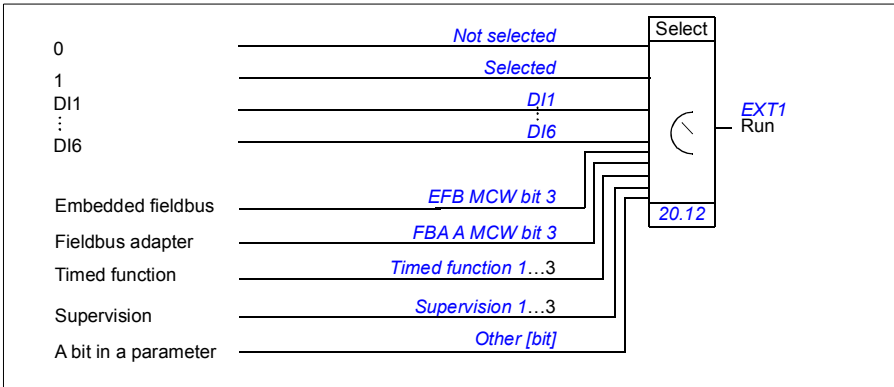 Select
0 Not selected
1 Selected
DI1 DI1
⋮ ⋮
DI6 DI6
EXT1
Run
Embedded fieldbus EFB MCW bit 3
20.12
Fieldbus adapter FBA A MCW bit 3
Timed function Timed function 1...3
Supervision Supervision 1...3
A bit in a parameter Other [bit]